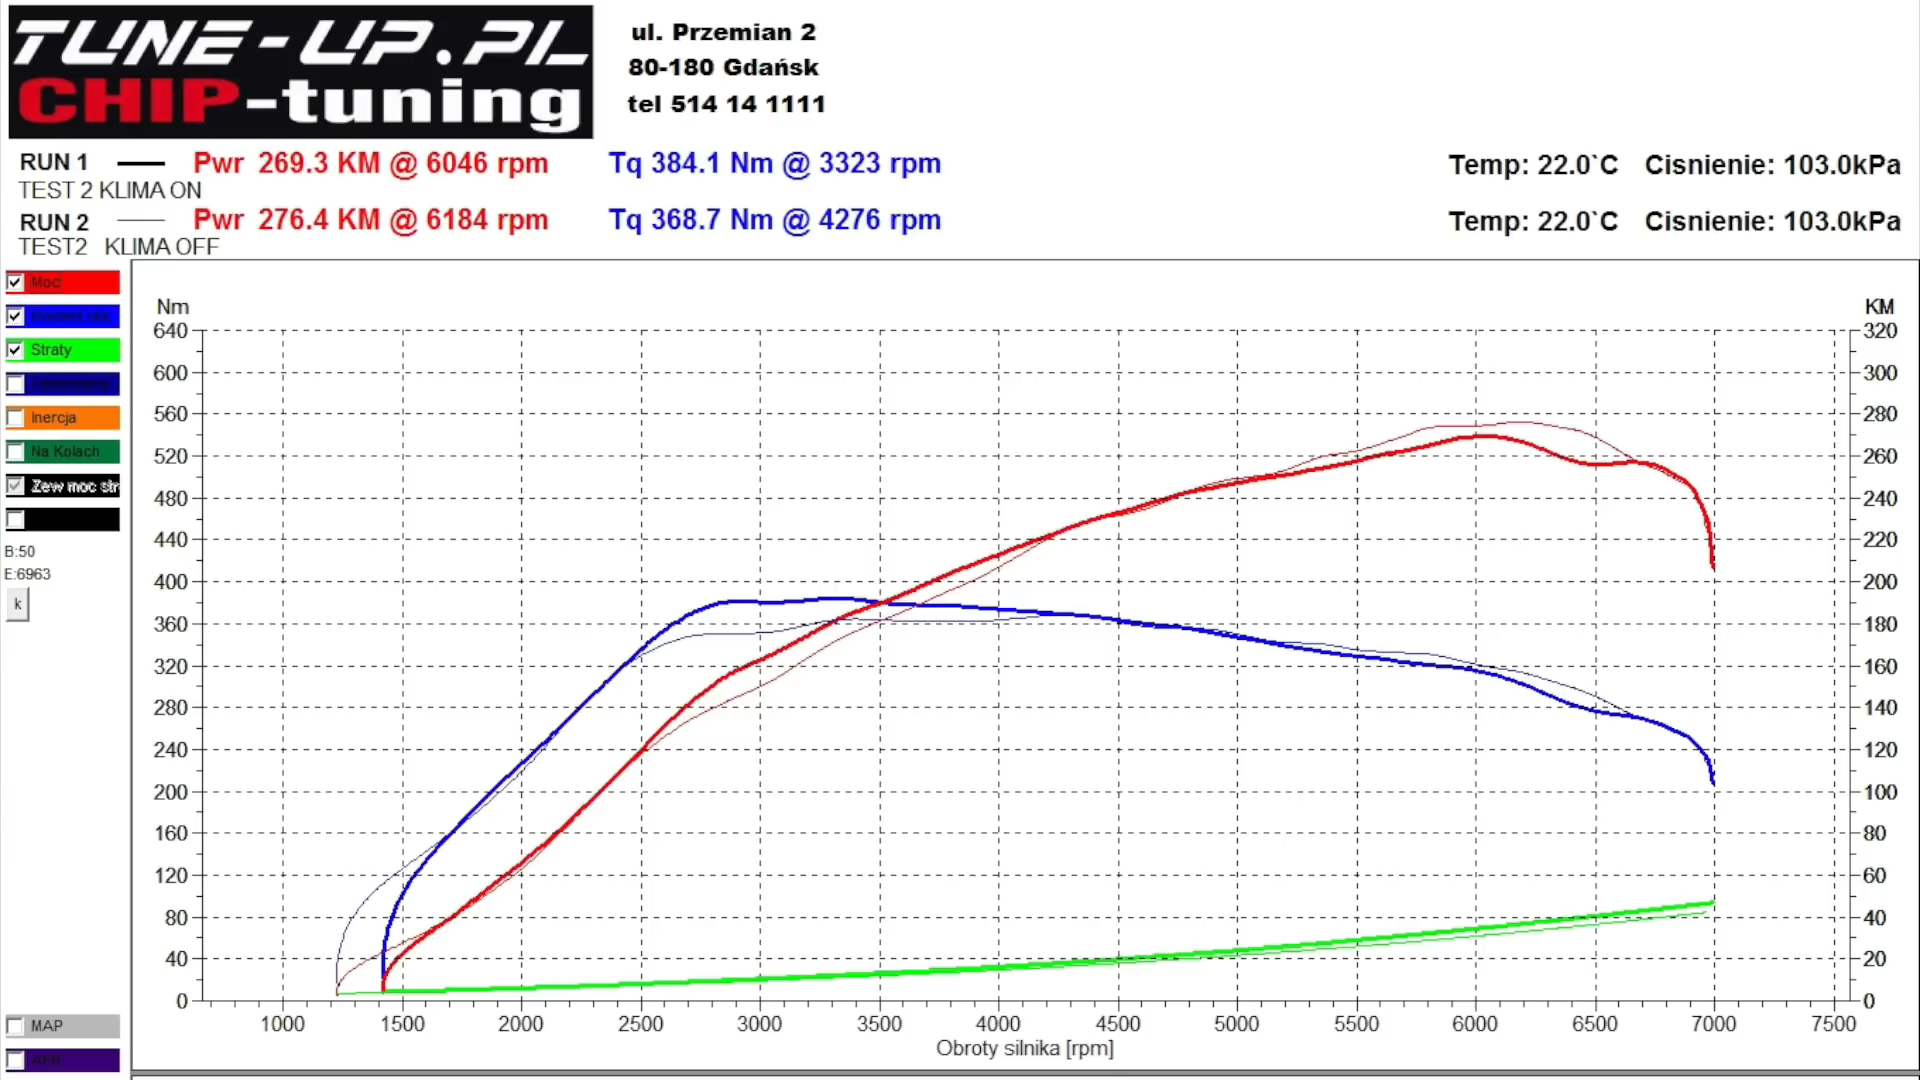 TUNE-UP.PL
CHIP-tuning
ul. Przemian 2
80-180 Gdańsk
tel 514 14 1111
RUN 1 Pwr 269.3 KM @ 6046 rpm Tq 384.1 Nm @ 3323 rpm Temp: 22.0`C Cisnienie: 103.0kPa
TEST 2 KLIMA ON
RUN 2 Pwr 276.4 KM @ 6184 rpm Tq 368.7 Nm @ 4276 rpm Temp: 22.0`C Cisnienie: 103.0kPa
TEST2 KLIMA OFF
Moc
Straty
Inercja
Na Kolach
Zew moc str
B:50
E:6963
k
MAP
AFR
Nm
KM
640 320
600 300
560 280
520 260
480 240
440 220
400 200
360 180
320 160
280 140
240 120
200 100
160 80
120 60
80 40
40 20
0 0
1000 1500 2000 2500 3000 3500 4000 4500 5000 5500 6000 6500 7000 7500
Obroty silnika [rpm]